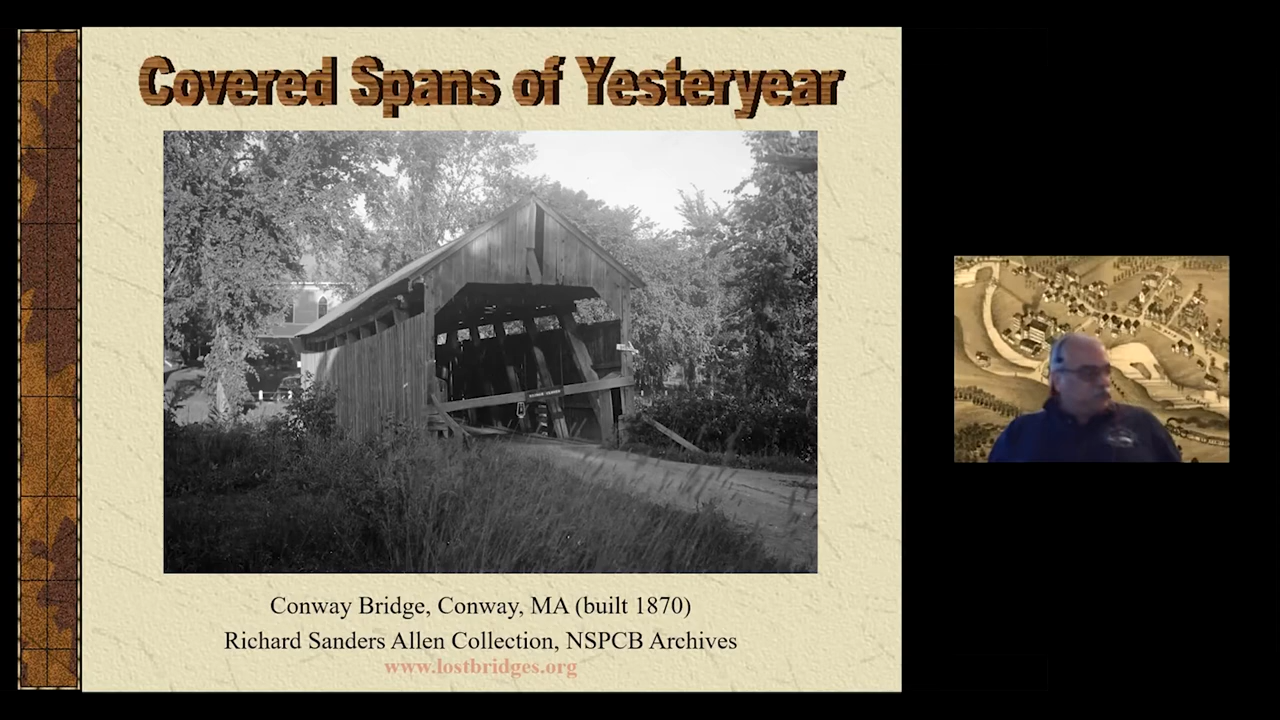 Covered Spans of Yesteryear
Conway Bridge, Conway, MA (built 1870)
Richard Sanders Allen Collection, NSPCB Archives
www.lostbridges.org